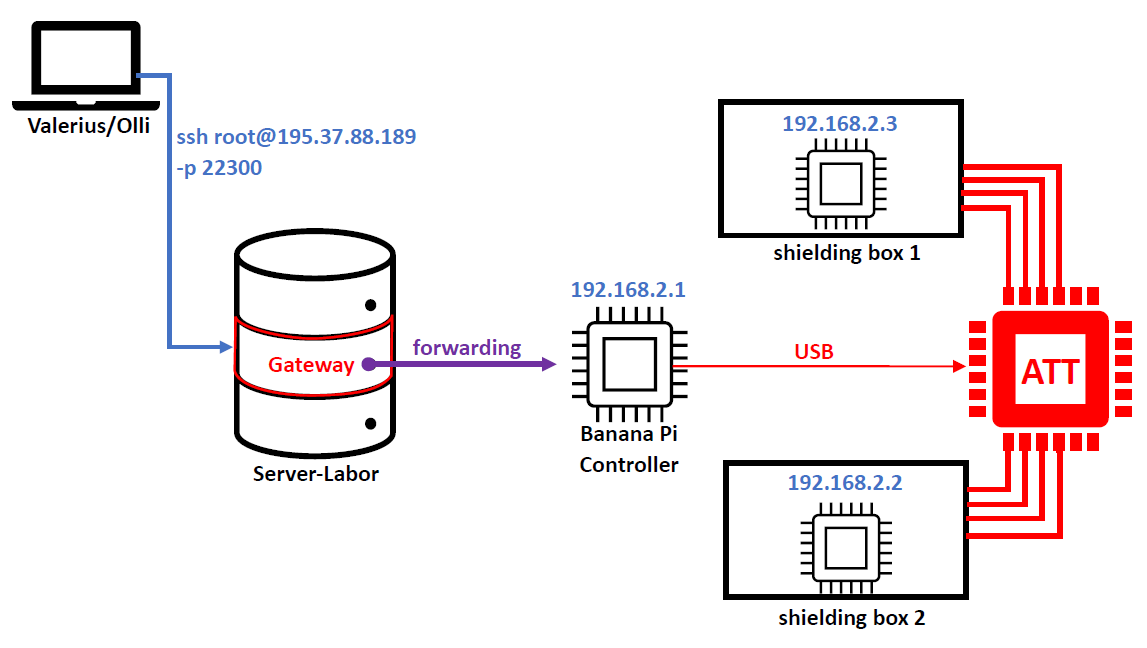 Valerius/Olli
ssh root@195.37.88.189
-p 22300
Gateway
forwarding
Server-Labor
192.168.2.1
Banana Pi
Controller
USB
192.168.2.3
shielding box 1
ATT
192.168.2.2
shielding box 2